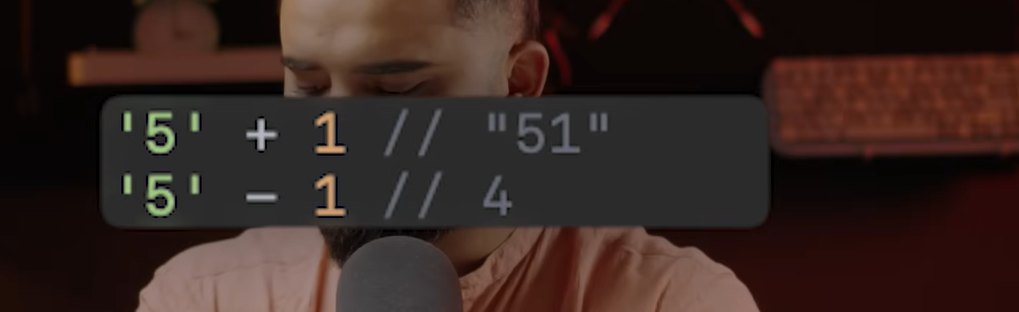 '5' + 1 // "51"
'5' - 1 // 4